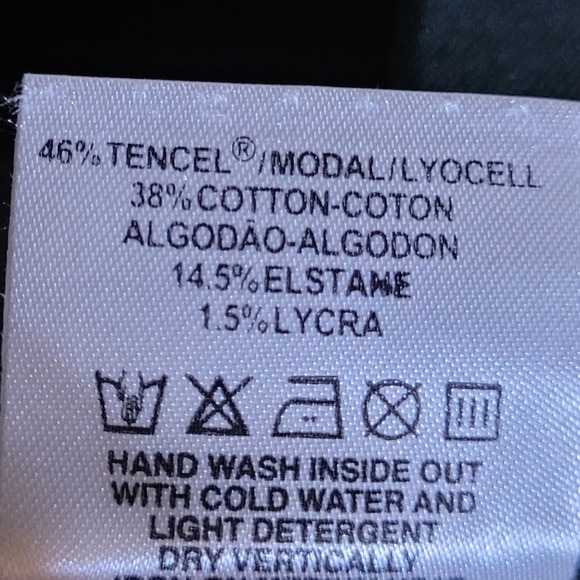 46% TENCEL®/MODAL/LYOCELL
38% COTTON-COTON
ALGODÃO-ALGODON
14.5% ELSTANE
1.5% LYCRA
HAND WASH INSIDE OUT
WITH COLD WATER AND
LIGHT DETERGENT
DRY VERTICALLY